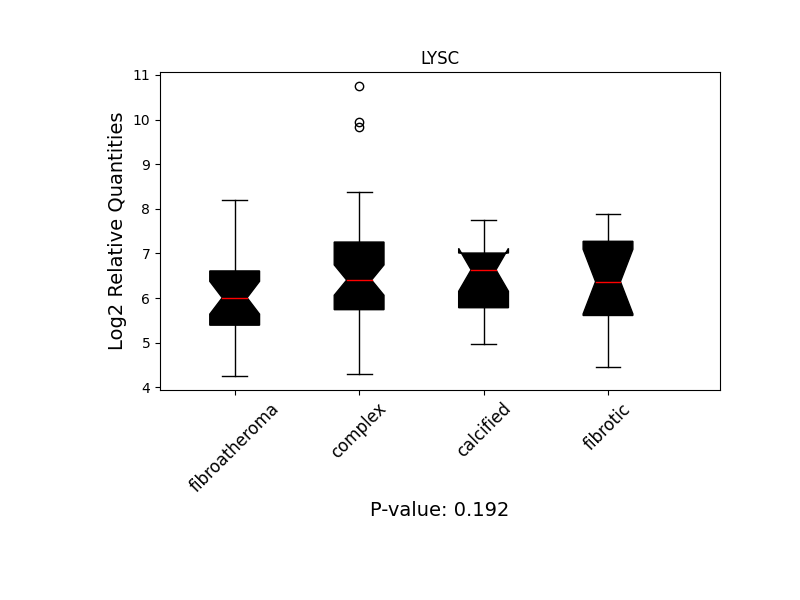 LYSC
Log2 Relative Quantities
11
10
9
8
7
6
5
4
fibroatheroma
complex
calcified
fibrotic
P-value: 0.192